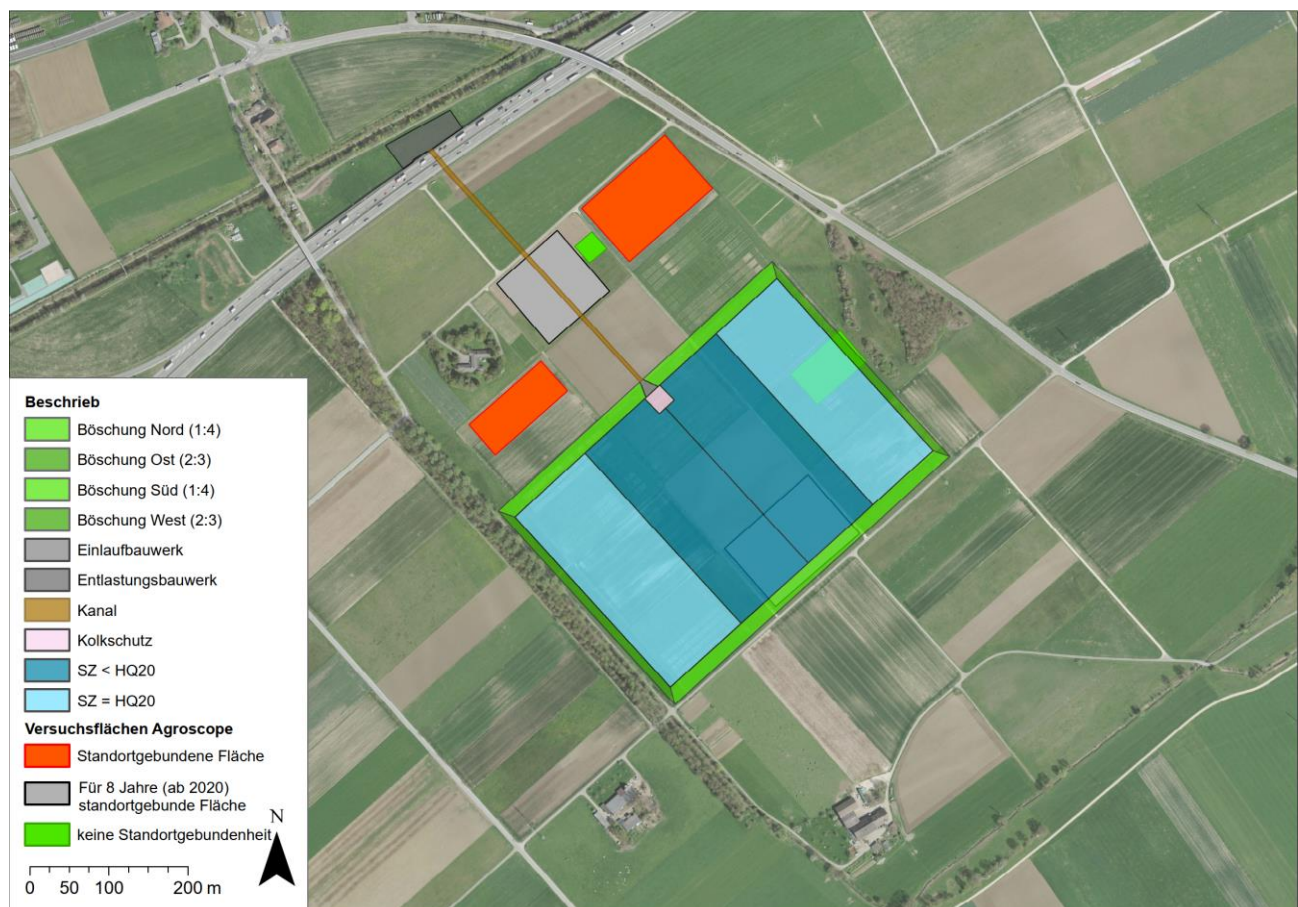 Beschrieb
Böschung Nord (1:4)
Böschung Ost (2:3)
Böschung Süd (1:4)
Böschung West (2:3)
Einlaufbauwerk
Entlastungsbauwerk
Kanal
Kolkschutz
SZ < HQ20
SZ = HQ20
Versuchsflächen Agroscope
Standortgebundene Fläche
Für 8 Jahre (ab 2020)
standortgebunde Fläche
keine Standortgebundenheit
N
0 50 100 200 m